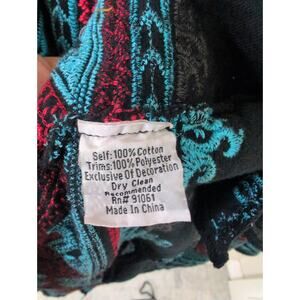 Self: 100% Cotton
Trims: 100% Polyester
Exclusive Of Decoration
Dry Clean
Recommended
Rn# 91061
Made In China